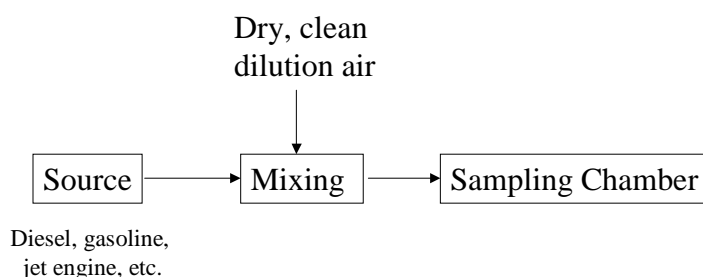 Dry, clean
dilution air
Source
Mixing
Sampling Chamber
Diesel, gasoline,
jet engine, etc.